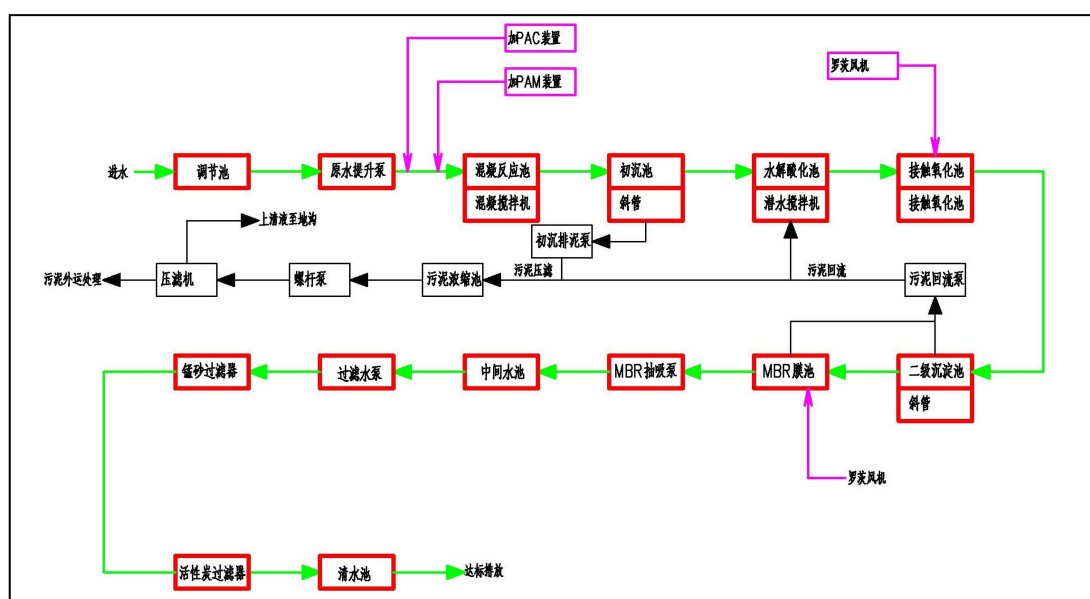 加PAC装置
加PAM装置
罗茨风机
进水
调节池
原水提升泵
混凝反应池
混凝搅拌机
初沉池
斜管
水解酸化池
潜水搅拌机
接触氧化池
接触氧化池
上清液至地沟
初沉排泥泵
污泥外运处理
压滤机
螺杆泵
污泥浓缩池
污泥压滤
污泥回流
污泥回流泵
锰砂过滤器
过滤水泵
中间水池
MBR抽吸泵
MBR膜池
二级沉淀池
斜管
罗茨风机
活性炭过滤器
清水池
达标排放